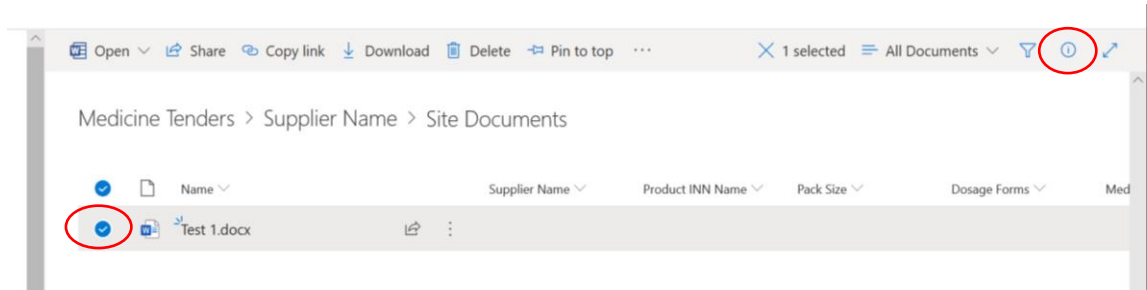 Open Share Copy link Download Delete Pin to top ··· 1 selected All Documents
Medicine Tenders > Supplier Name > Site Documents
Name Supplier Name Product INN Name Pack Size Dosage Forms Med
Test 1.docx